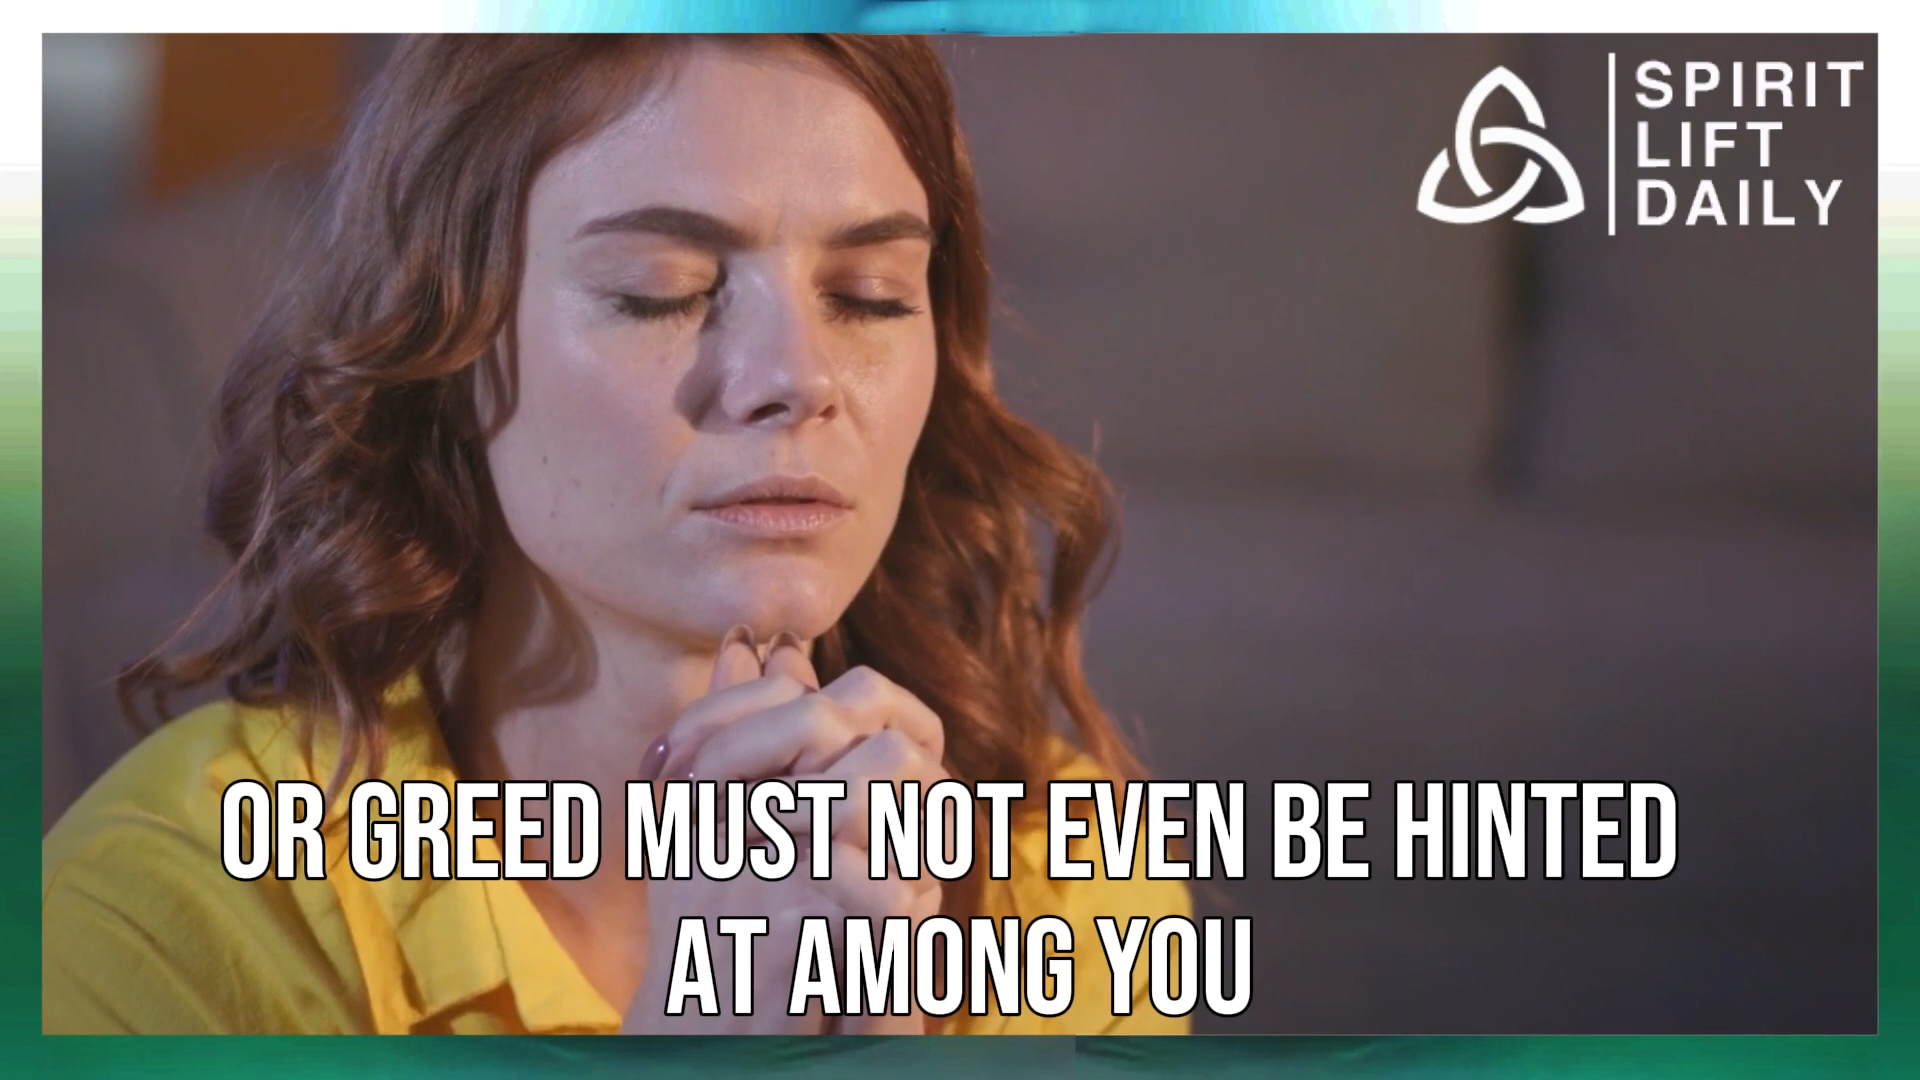 SPIRIT
LIFT
DAILY
OR GREED MUST NOT EVEN BE HINTED
AT AMONG YOU